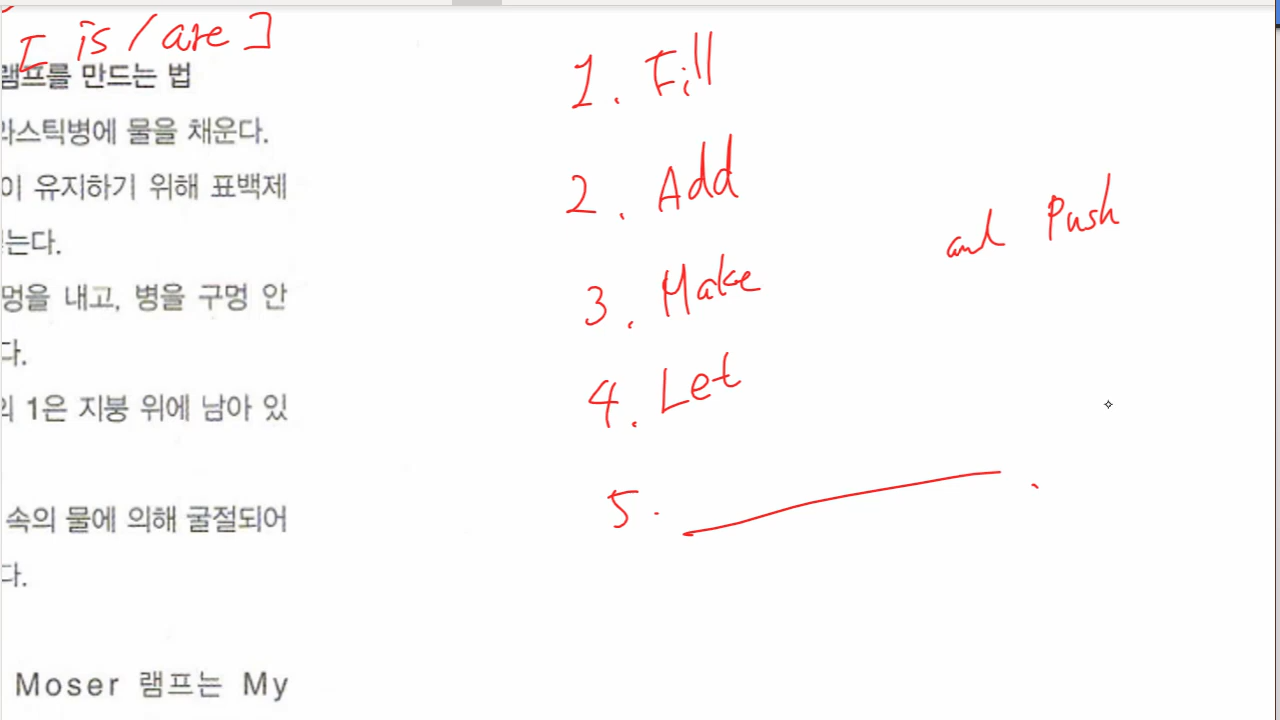 [ is / are ]
램프를 만드는 법
라스틱병에 물을 채운다.
이 유지하기 위해 표백제
는다.
멍을 내고, 병을 구멍 안
다.
의 1은 지붕 위에 남아 있
속의 물에 의해 굴절되어
다.
Moser 램프는 My
1. Fill
2. Add
3. Make and Push
4. Let
5.